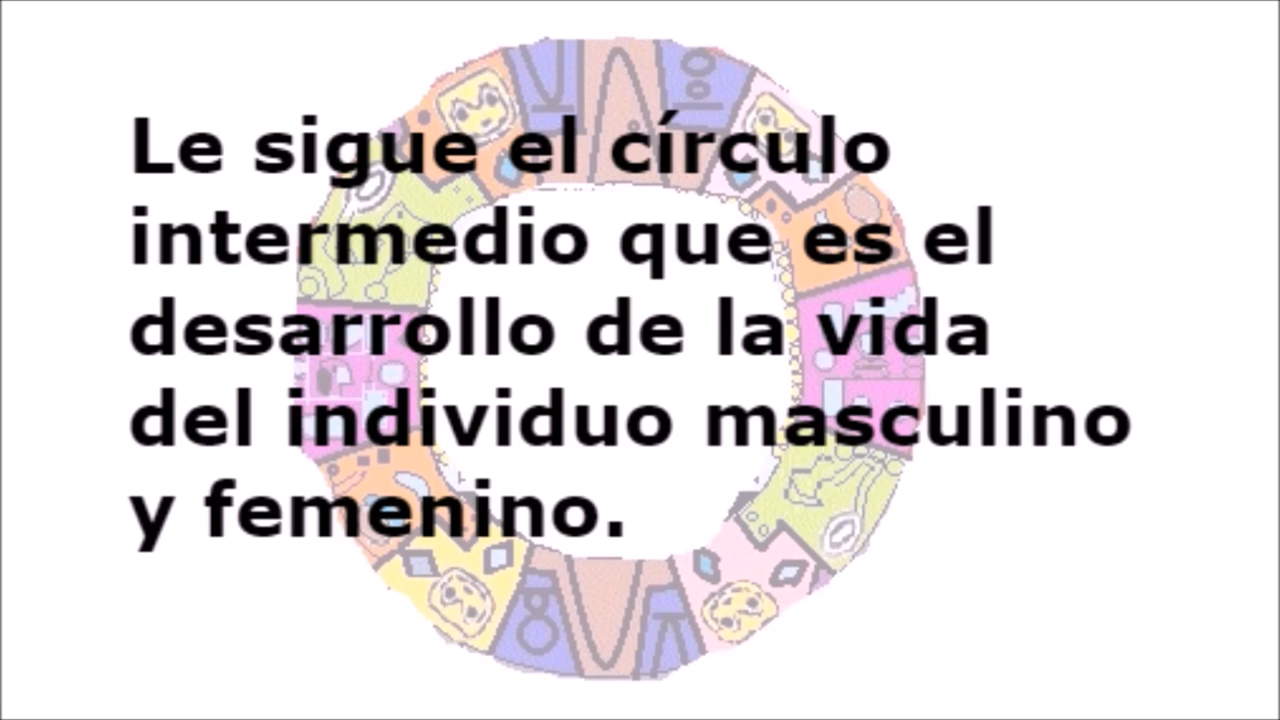 Le sigue el círculo
intermedio que es el
desarrollo de la vida
del individuo masculino
y femenino.